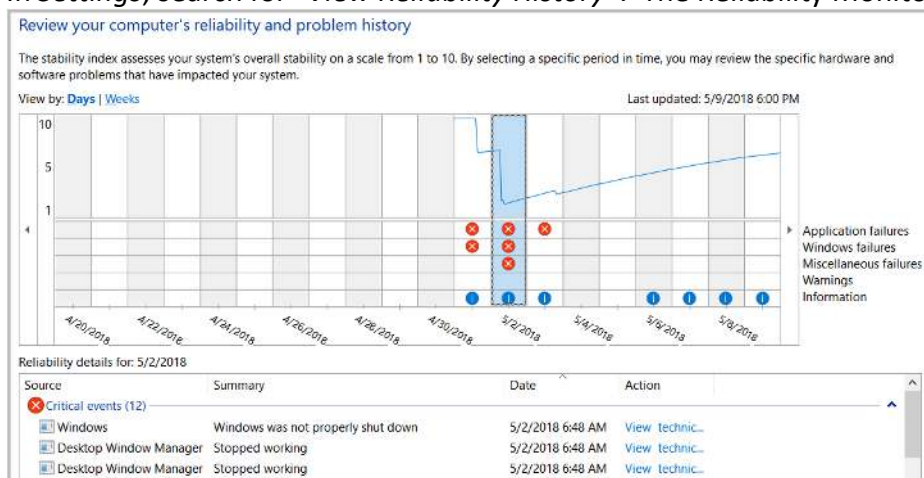 Review your computer's reliability and problem history
The stability index assesses your system's overall stability on a scale from 1 to 10. By selecting a specific period in time, you may review the specific hardware and
software problems that have impacted your system.
View by: Days | Weeks
Last updated: 5/9/2018 6:00 PM
10
5
1
Application failures
Windows failures
Miscellaneous failures
Warnings
Information
4/20/2018 4/22/2018 4/24/2018 4/26/2018 4/28/2018 4/30/2018 5/2/2018 5/4/2018 5/6/2018 5/8/2018
Reliability details for: 5/2/2018
Source Summary Date Action
Critical events (12)
Windows Windows was not properly shut down 5/2/2018 6:48 AM View technic...
Desktop Window Manager Stopped working 5/2/2018 6:48 AM View technic...
Desktop Window Manager Stopped working 5/2/2018 6:48 AM View technic...